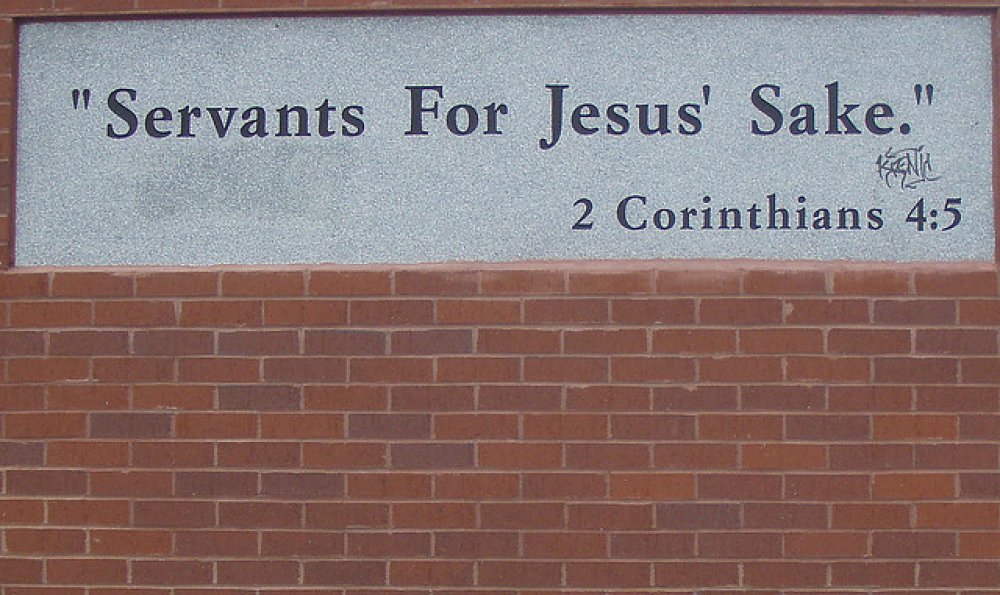 "Servants For Jesus' Sake."
2 Corinthians 4:5